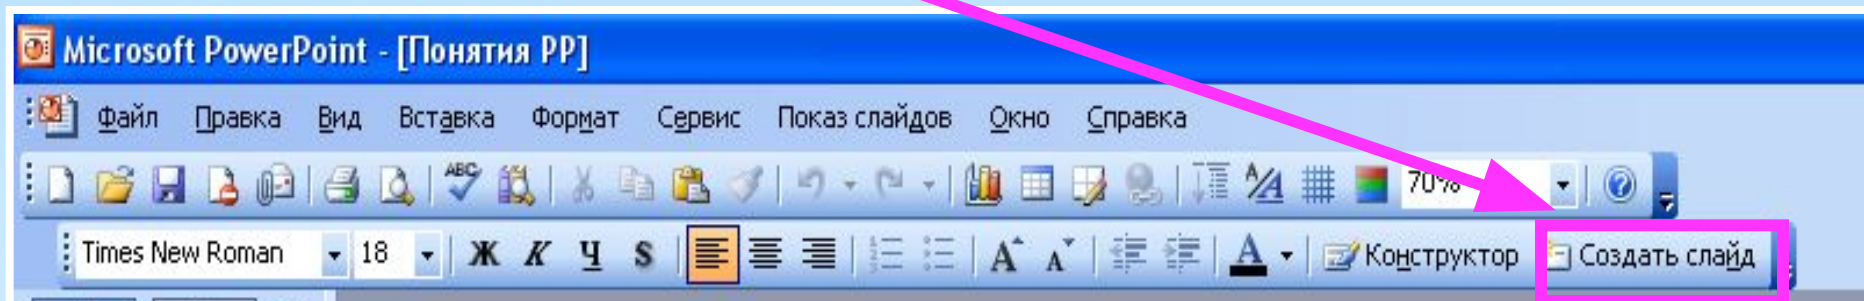 Microsoft PowerPoint - [Понятия PP]
Файл Правка Вид Вставка Формат Сервис Показ слайдов Окно Справка
ABC A/A 70%
Times New Roman 18 Ж К Ч S A A A Конструктор Создать слайд